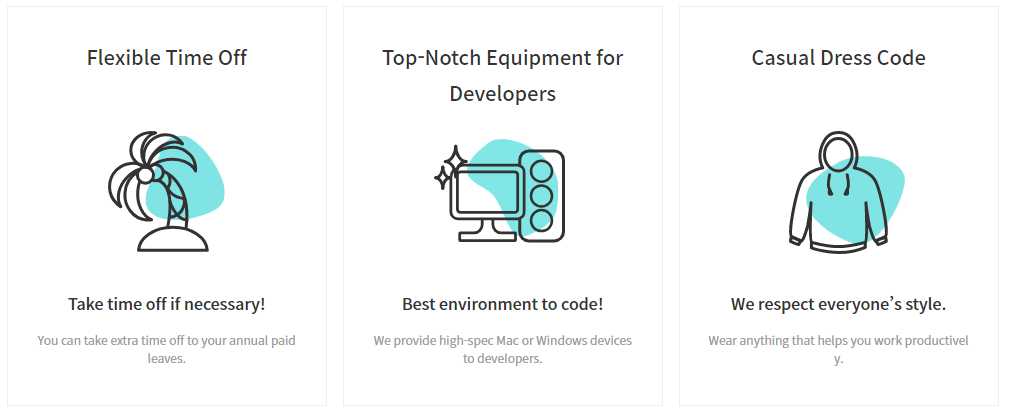 Flexible Time Off
Take time off if necessary!
You can take extra time off to your annual paid
leaves.
Top-Notch Equipment for
Developers
Best environment to code!
We provide high-spec Mac or Windows devices
to developers.
Casual Dress Code
We respect everyone's style.
Wear anything that helps you work productivel
y.